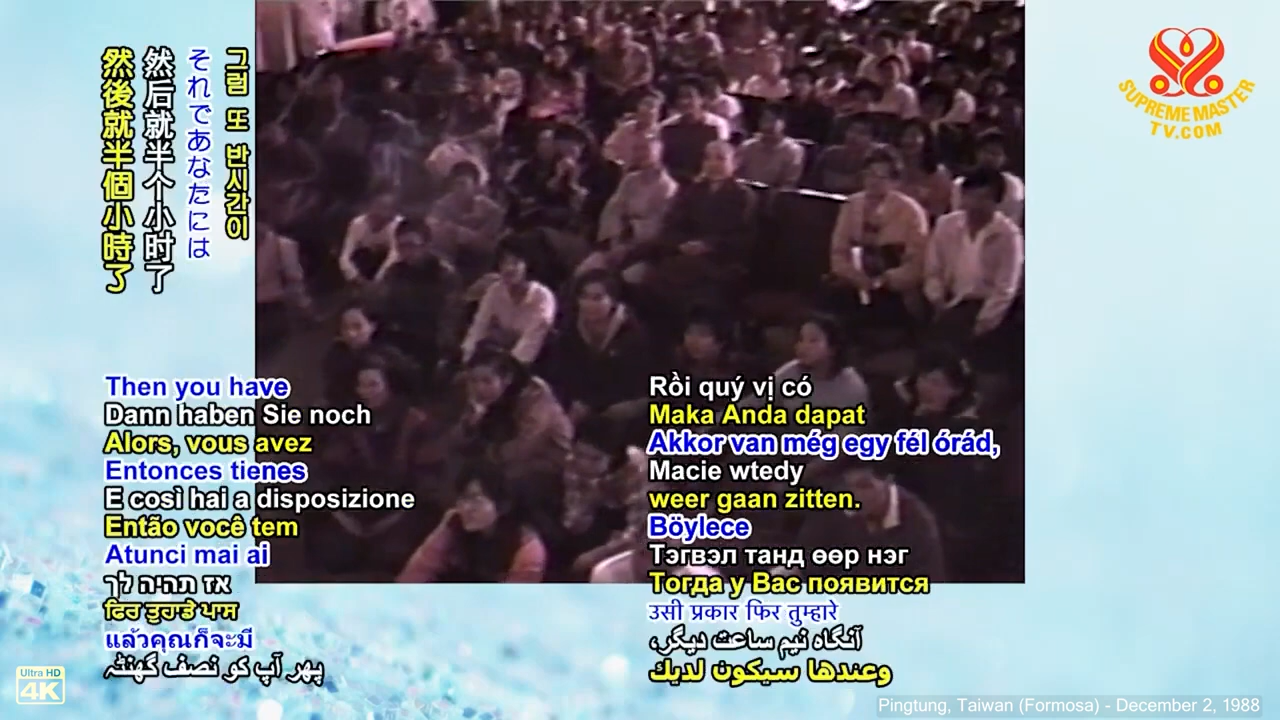 그럼 또 반시간이
それであなたには
然后就半个小时了
然後就半個小時了
SUPREME MASTER
TV.COM
Then you have
Dann haben Sie noch
Alors, vous avez
Entonces tienes
E così hai a disposizione
Então você tem
Atunci mai ai
אז תהיה לך
ਫਿਰ ਤੁਹਾਡੇ ਪਾਸ
แล้วคุณก็จะมี
پھر آپ کو نصف گھنٹہ
Rồi quý vị có
Maka Anda dapat
Akkor van még egy fél órád,
Macie wtedy
weer gaan zitten.
Böylece
Тэгвэл танд өөр нэг
Тогда у Вас появится
उसी प्रकार फिर तुम्हारे
آنگاه نیم ساعت دیگر،
وعندها سيكون لديك
Ultra HD
4K
Pingtung, Taiwan (Formosa) - December 2, 1988